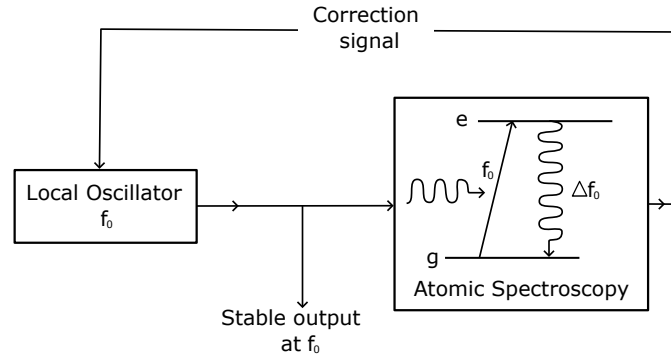 Correction
signal
Local Oscillator
f₀
e
f₀
Δf₀
g
Atomic Spectroscopy
Stable output
at f₀